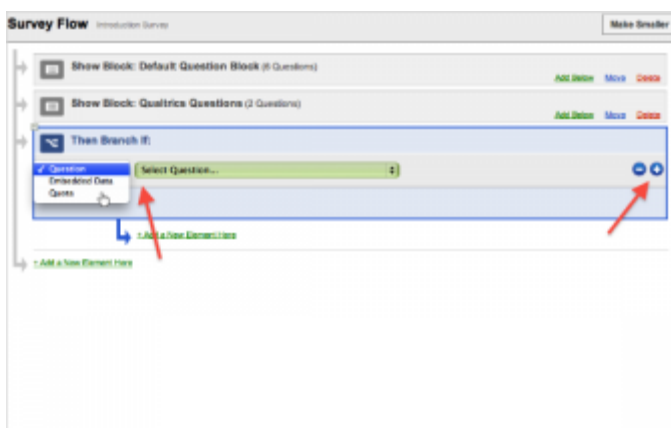 Survey Flow Introduction Survey
Make Smaller
Show Block: Default Question Block (6 Questions)
Add Below Move Delete
Show Block: Qualtrics Questions (2 Questions)
Add Below Move Delete
Then Branch If:
✓ Question
Select Question...
Embedded Data
Quota
+ Add a New Element Here
+ Add a New Element Here